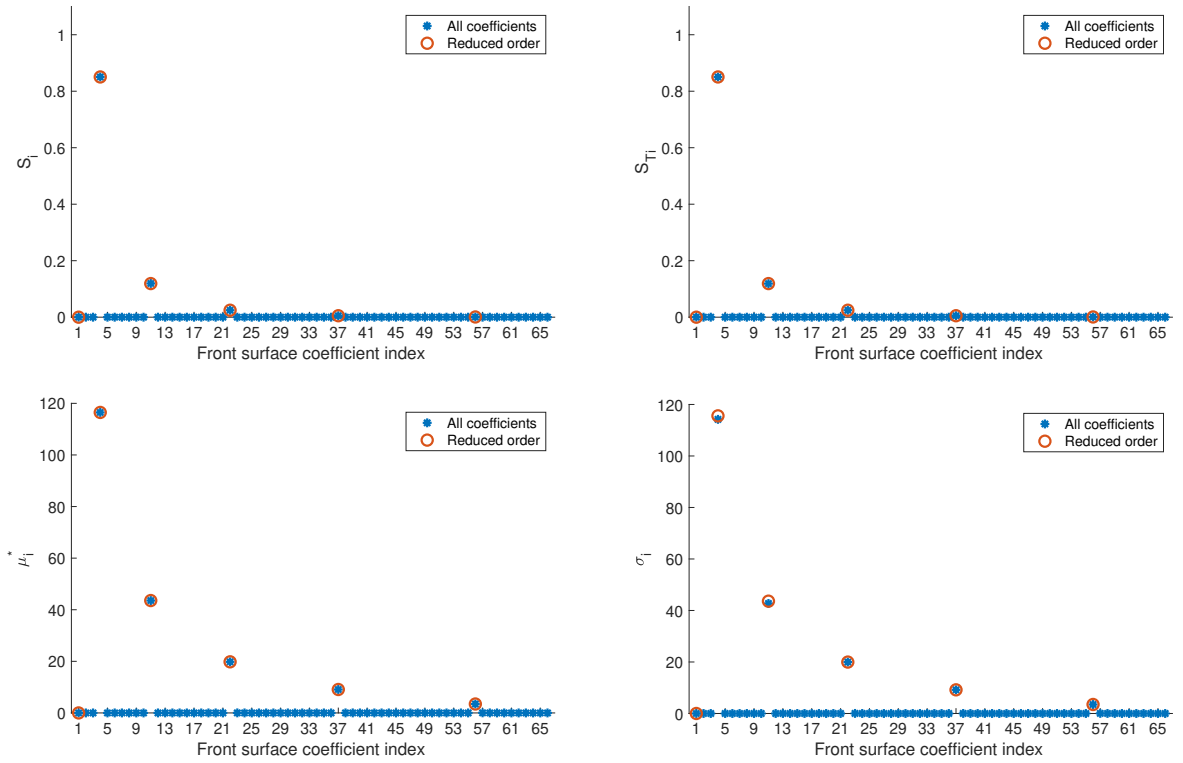 1
0.8
0.6
0.4
0.2
0
S_i
All coefficients
Reduced order
1 5 9 13 17 21 25 29 33 37 41 45 49 53 57 61 65
Front surface coefficient index
1
0.8
0.6
0.4
0.2
0
S_Ti
All coefficients
Reduced order
1 5 9 13 17 21 25 29 33 37 41 45 49 53 57 61 65
Front surface coefficient index
120
100
80
60
40
20
0
μ_i^*
All coefficients
Reduced order
1 5 9 13 17 21 25 29 33 37 41 45 49 53 57 61 65
Front surface coefficient index
120
100
80
60
40
20
0
σ_i
All coefficients
Reduced order
1 5 9 13 17 21 25 29 33 37 41 45 49 53 57 61 65
Front surface coefficient index